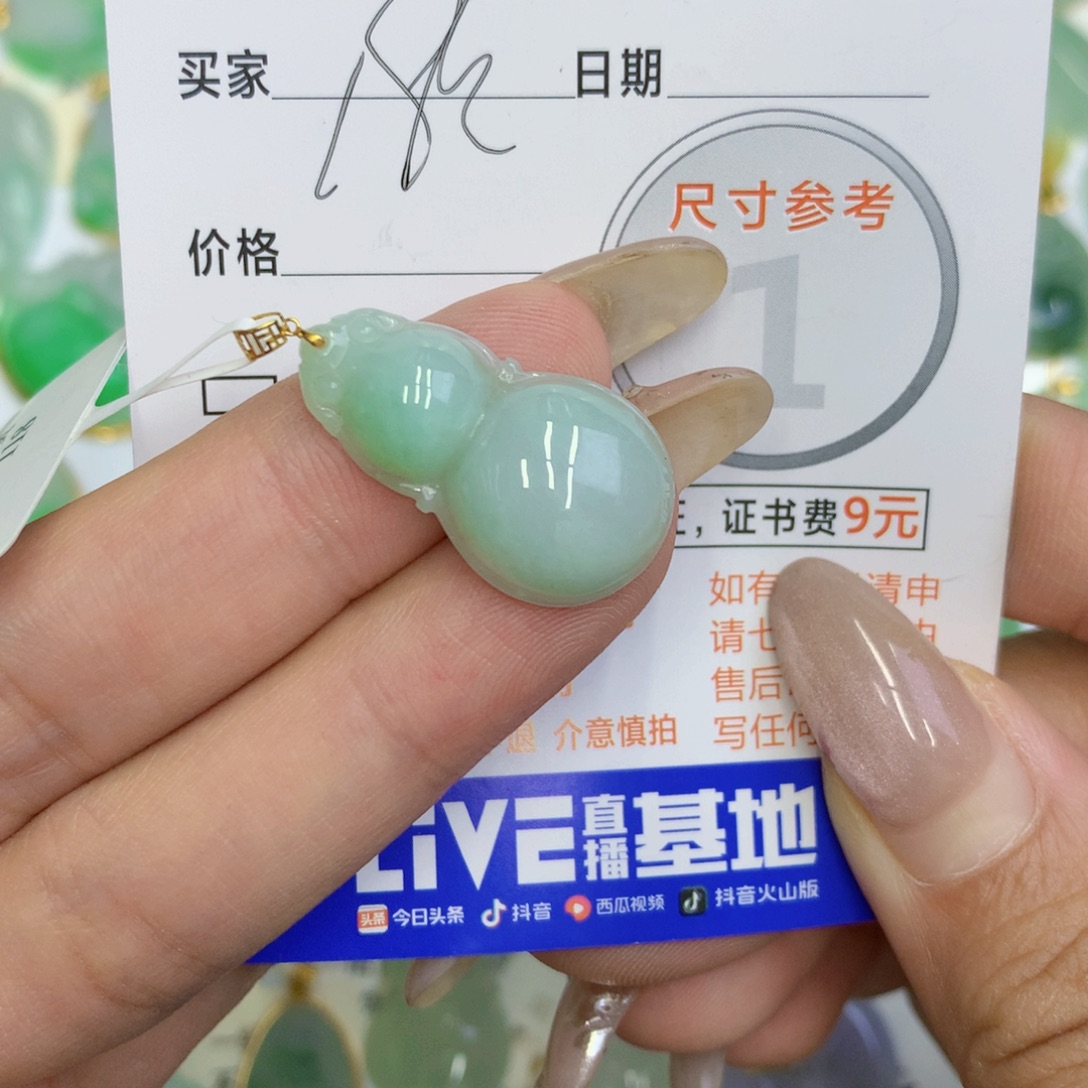 买家 日期
尺寸参考
价格
1
，证书费9元
如有 请申
请七
售后
介意慎拍 写任何
LIVE直播基地
今日头条 抖音 西瓜视频 抖音火山版